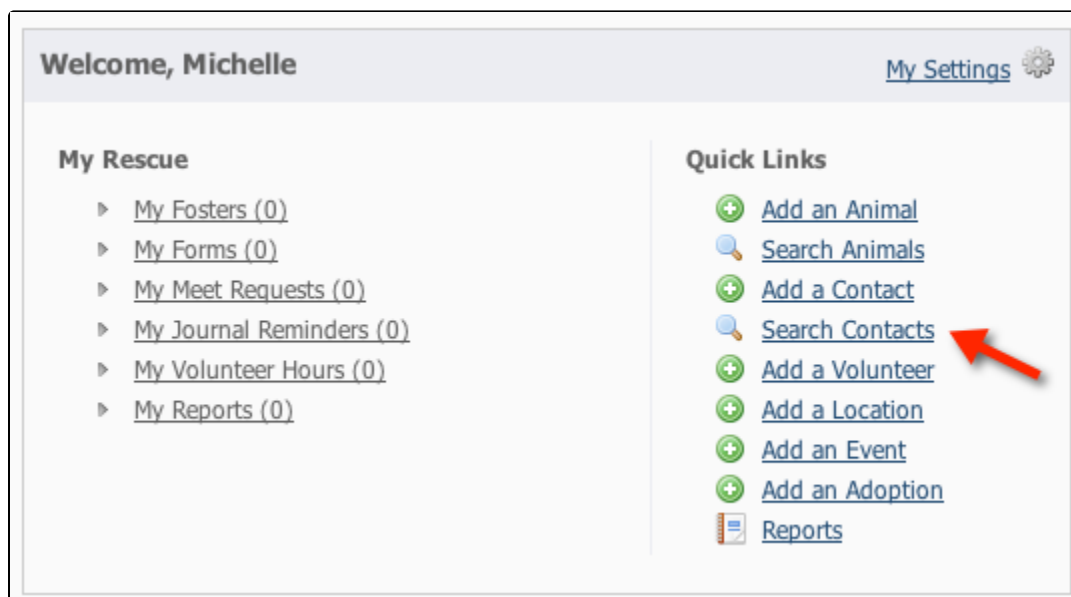 Welcome, Michelle
My Settings
My Rescue
My Fosters (0)
My Forms (0)
My Meet Requests (0)
My Journal Reminders (0)
My Volunteer Hours (0)
My Reports (0)
Quick Links
Add an Animal
Search Animals
Add a Contact
Search Contacts
Add a Volunteer
Add a Location
Add an Event
Add an Adoption
Reports